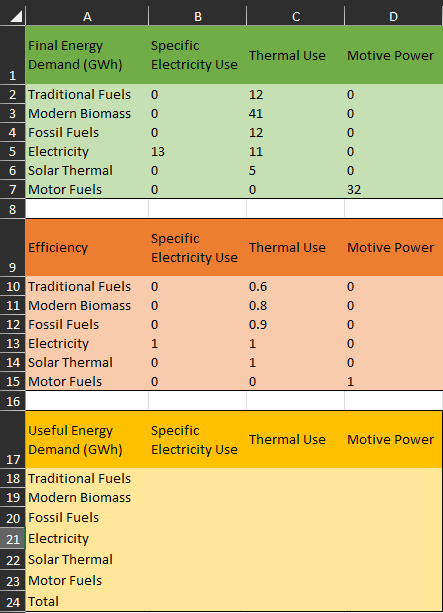 A B C D
1 Final Energy Demand (GWh) Specific Electricity Use Thermal Use Motive Power
2 Traditional Fuels 0 12 0
3 Modern Biomass 0 41 0
4 Fossil Fuels 0 12 0
5 Electricity 13 11 0
6 Solar Thermal 0 5 0
7 Motor Fuels 0 0 32
8
9 Efficiency Specific Electricity Use Thermal Use Motive Power
10 Traditional Fuels 0 0.6 0
11 Modern Biomass 0 0.8 0
12 Fossil Fuels 0 0.9 0
13 Electricity 1 1 0
14 Solar Thermal 0 1 0
15 Motor Fuels 0 0 1
16
17 Useful Energy Demand (GWh) Specific Electricity Use Thermal Use Motive Power
18 Traditional Fuels
19 Modern Biomass
20 Fossil Fuels
21 Electricity
22 Solar Thermal
23 Motor Fuels
24 Total